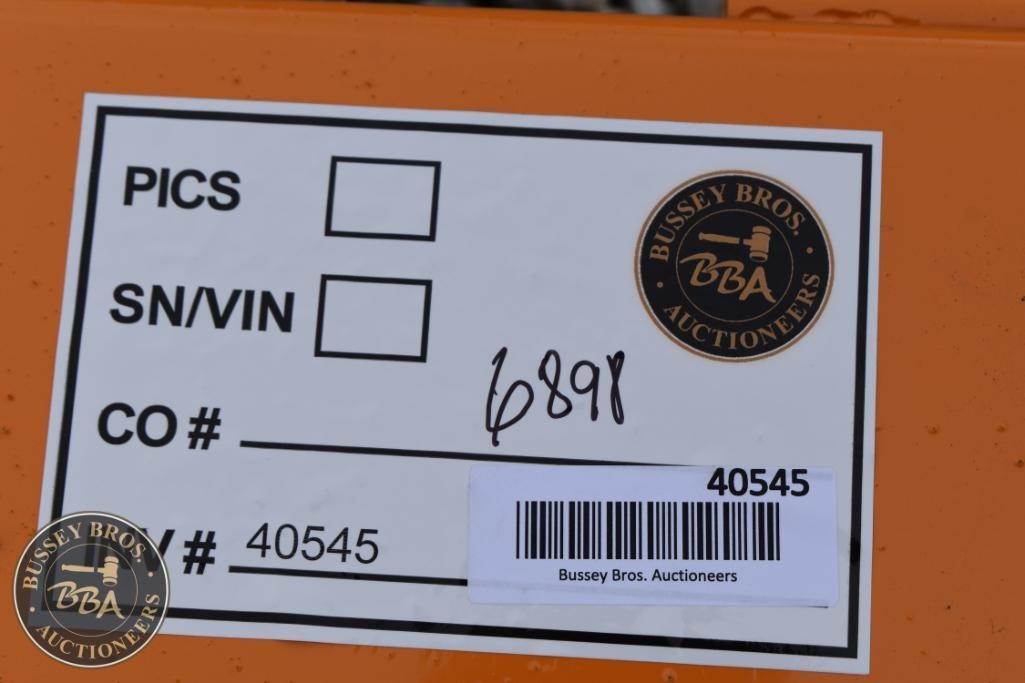 PICS
BUSSEY BROS.
BBA
AUCTIONEERS
SN/VIN
6898
CO #
40545
Bussey Bros. Auctioneers
# 40545
BUSSEY BROS.
BBA
AUCTIONEERS